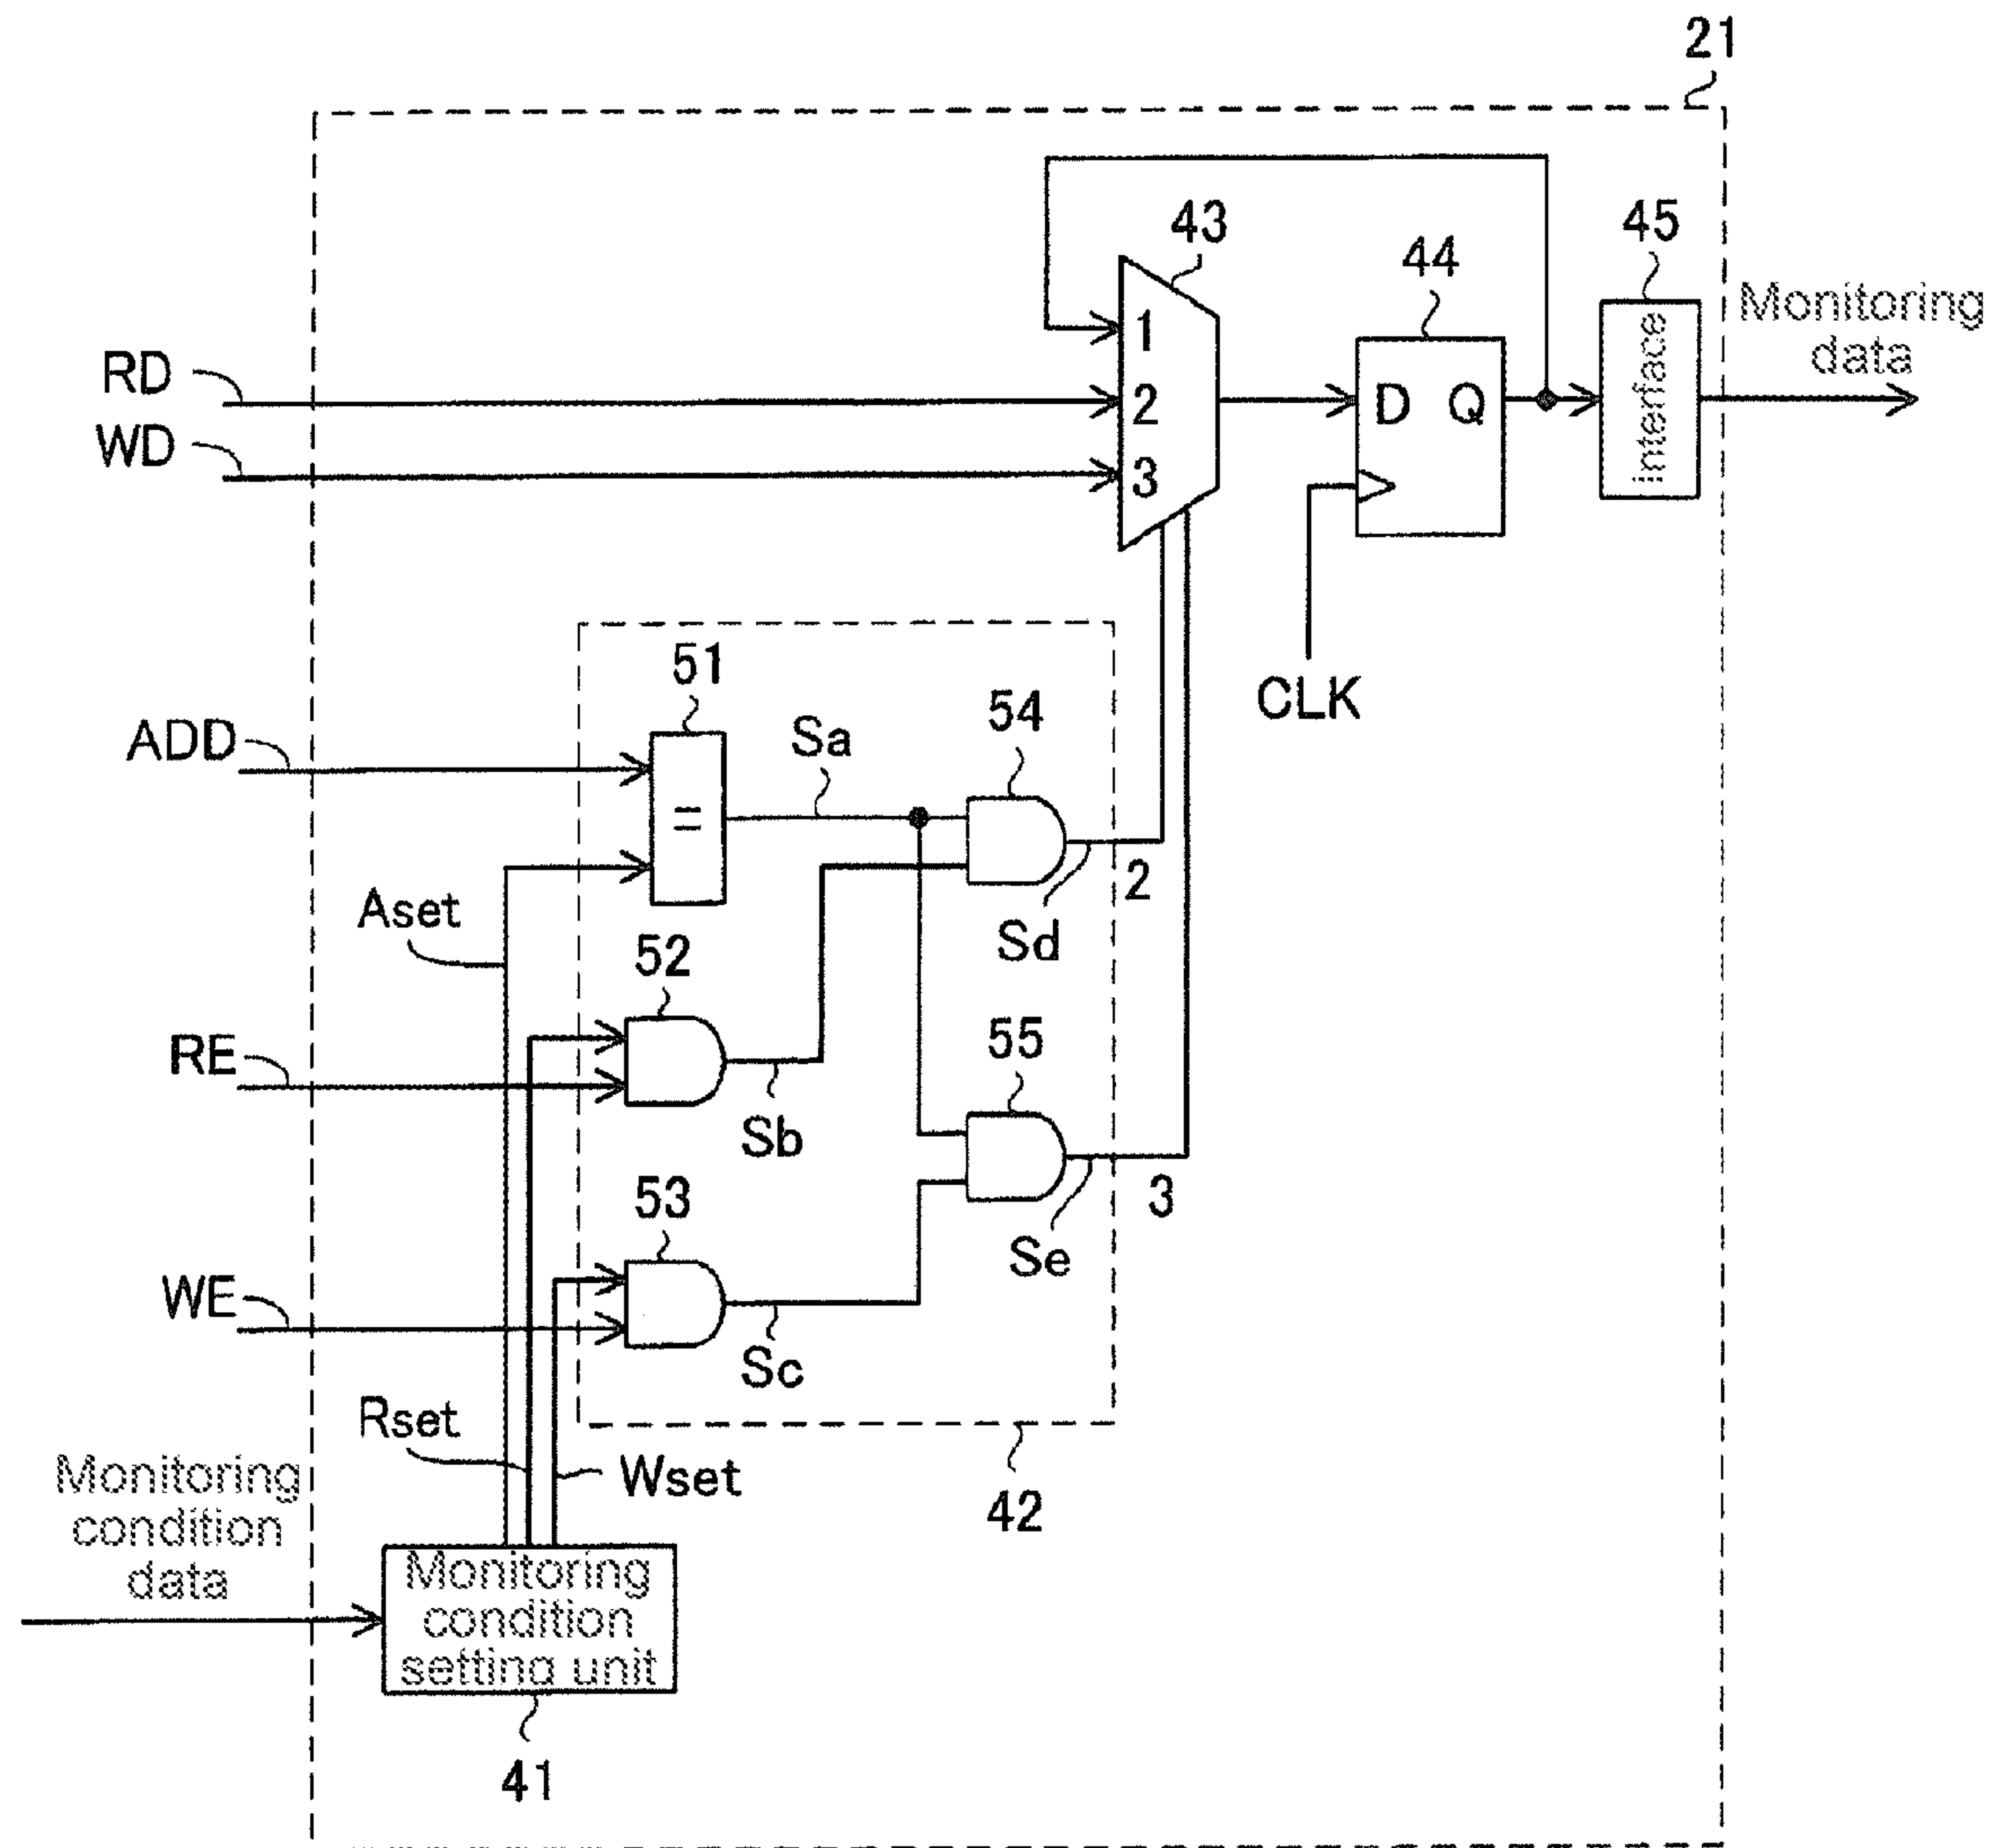 21
43
44
45
Monitoring
data
1
2
3
D Q
interface
RD
WD
CLK
51
54
ADD
Sa
=
2
Aset
Sd
52
55
RE
Sb
53
3
Se
WE
Sc
Rset
Wset
42
Monitoring
condition
data
Monitoring
condition
setting unit
41